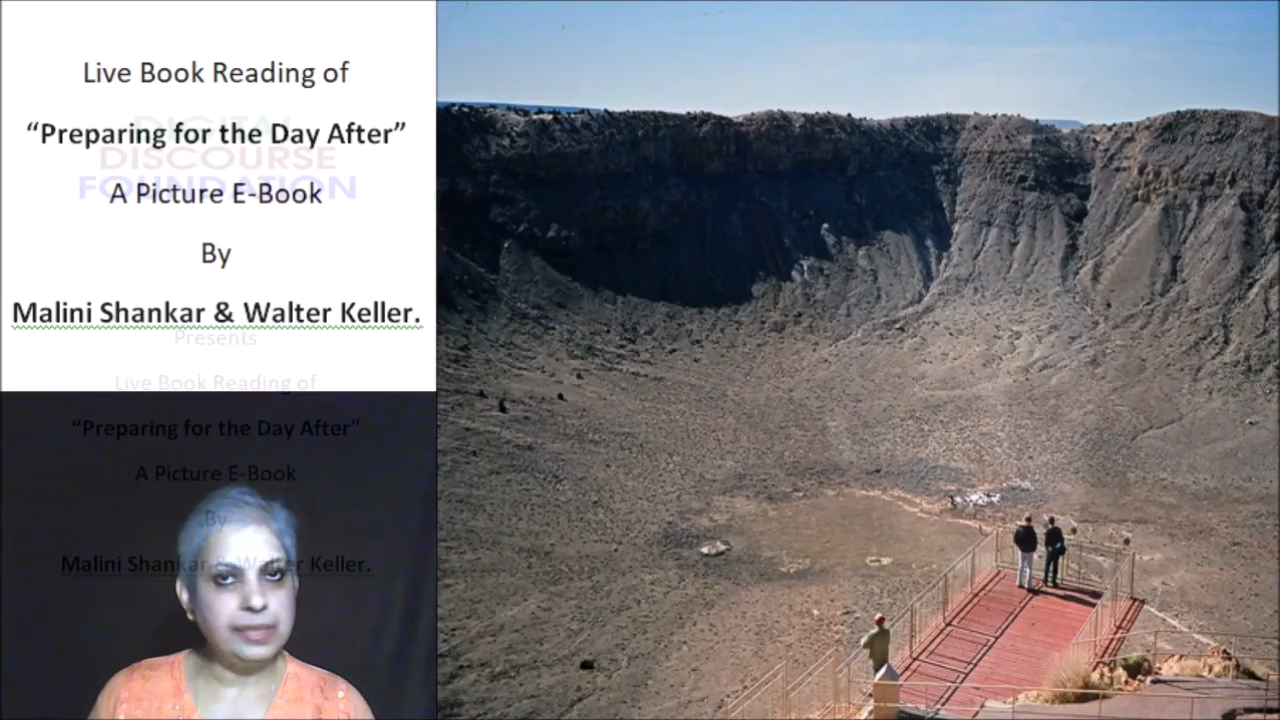 Live Book Reading of
“Preparing for the Day After”
DIGITAL
DISCOURSE
FOUNDATION
A Picture E-Book
By
Malini Shankar & Walter Keller.
Presents
Live Book Reading of
“Preparing for the Day After”
A Picture E-Book
By
Malini Shankar & Walter Keller.